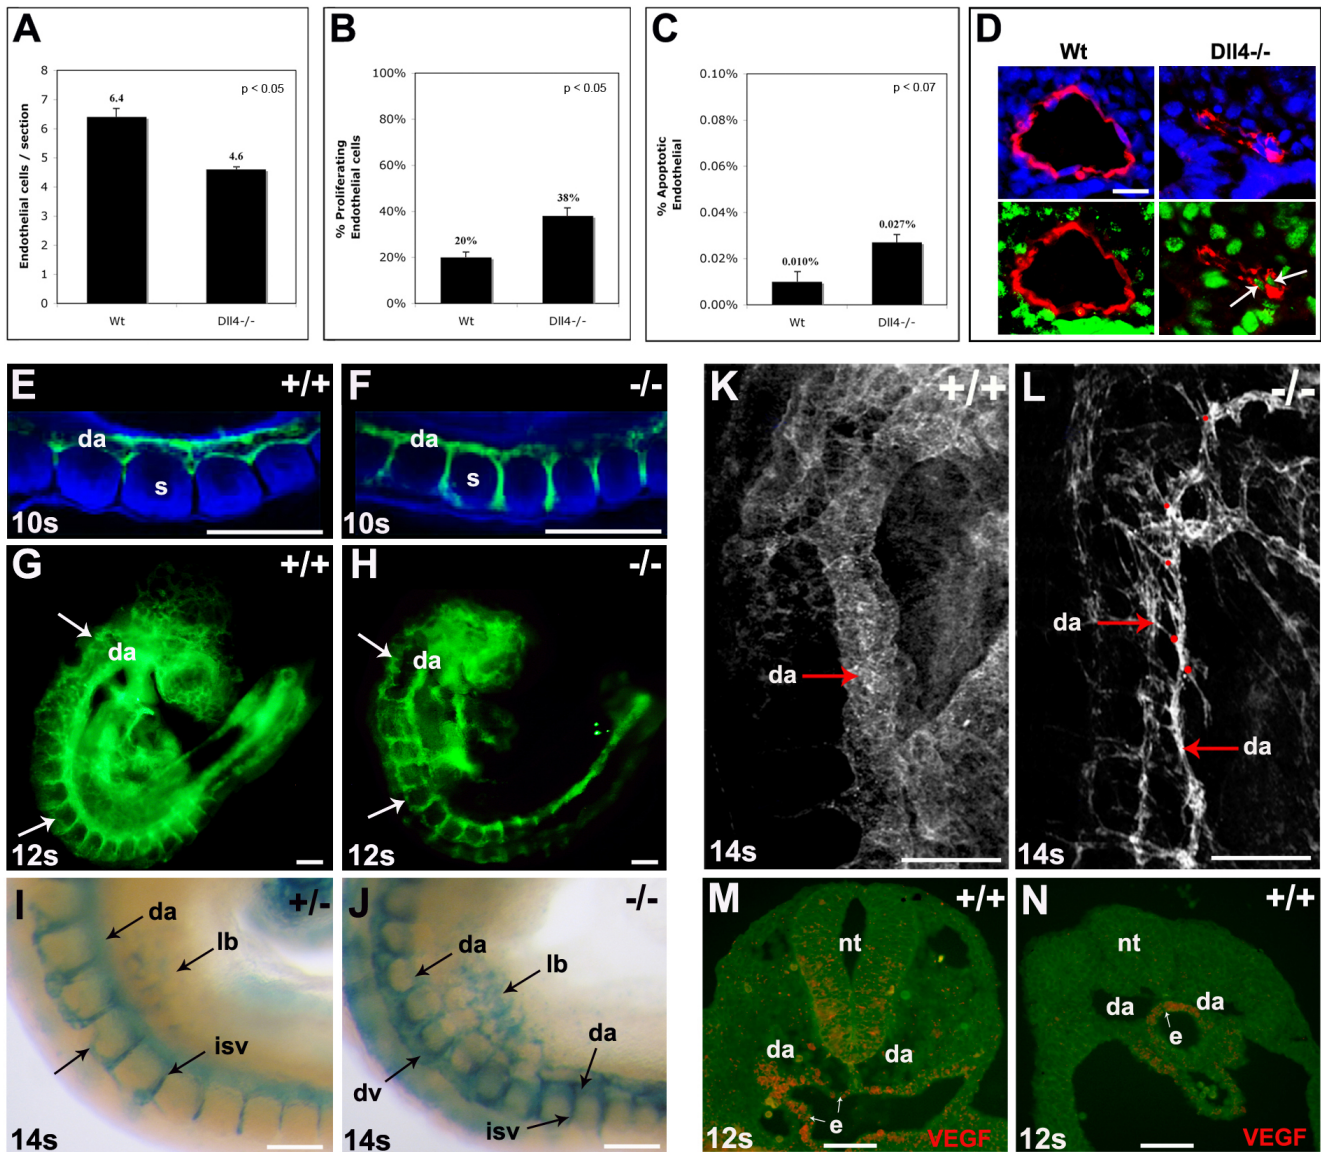 A
8
7
6
5
4
3
2
1
0
Endothelial cells / section
6.4
4.6
p < 0.05
Wt
Dll4-/-
B
100%
80%
60%
40%
20%
0%
% Proliferating
Endothelial cells
20%
38%
p < 0.05
Wt
Dll4-/-
C
0.10%
0.08%
0.06%
0.04%
0.02%
0.00%
% Apoptotic
Endothelial
0.010%
0.027%
p < 0.07
Wt
Dll4-/-
D
Wt
Dll4-/-
E
+/+
da
s
10s
F
-/-
da
s
10s
G
+/+
da
12s
H
-/-
da
12s
I
+/-
da
lb
isv
14s
J
-/-
da
lb
da
dv
isv
14s
K
+/+
da
14s
L
-/-
da
da
14s
M
+/+
nt
da
da
e
12s
VEGF
N
+/+
nt
da
da
e
12s
VEGF